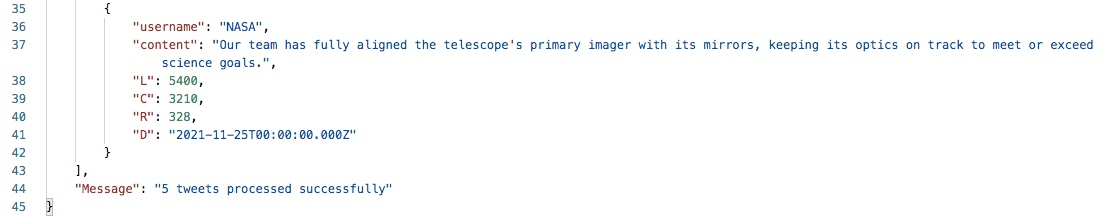 35 {
36 "username": "NASA",
37 "content": "Our team has fully aligned the telescope's primary imager with its mirrors, keeping its optics on track to meet or exceed
science goals.",
38 "L": 5400,
39 "C": 3210,
40 "R": 328,
41 "D": "2021-11-25T00:00:00.000Z"
42 }
43 ],
44 "Message": "5 tweets processed successfully"
45 }